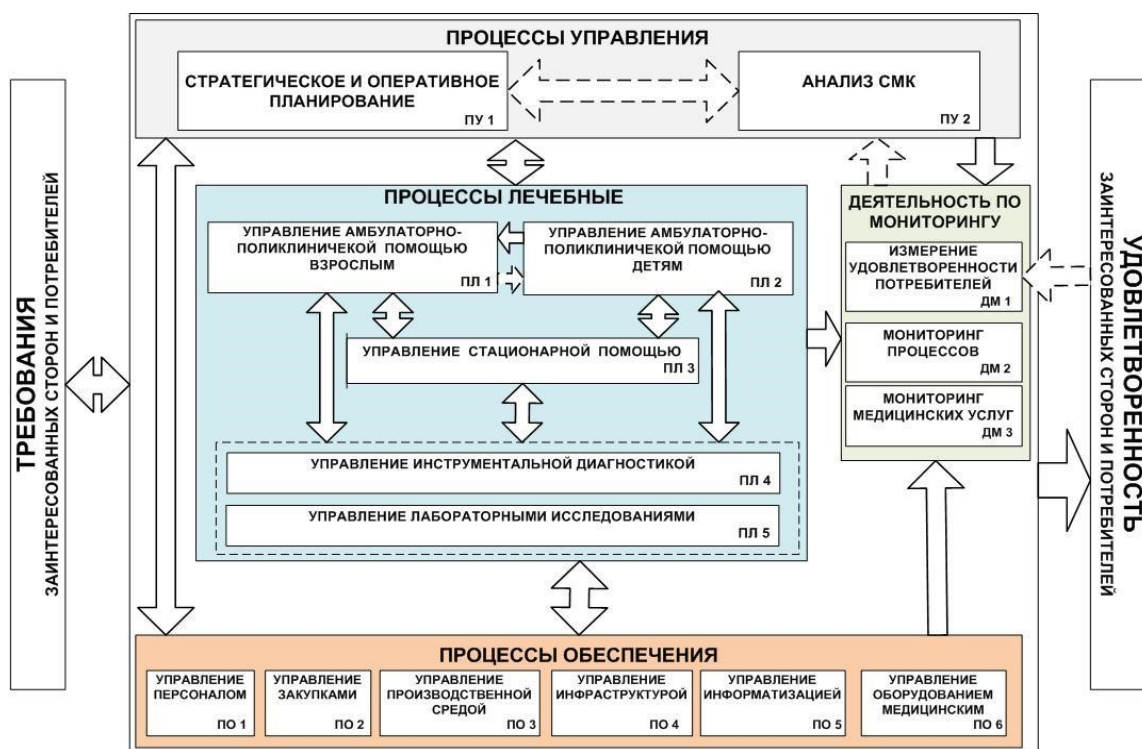 ПРОЦЕССЫ УПРАВЛЕНИЯ
СТРАТЕГИЧЕСКОЕ И ОПЕРАТИВНОЕ
ПЛАНИРОВАНИЕ
ПУ 1
АНАЛИЗ СМК
ПУ 2
ТРЕБОВАНИЯ
ЗАИНТЕРЕСОВАННЫХ СТОРОН И ПОТРЕБИТЕЛЕЙ
ПРОЦЕССЫ ЛЕЧЕБНЫЕ
УПРАВЛЕНИЕ АМБУЛАТОРНО-
ПОЛИКЛИНИЧЕКОЙ ПОМОЩЬЮ
ВЗРОСЛЫМ
ПЛ 1
УПРАВЛЕНИЕ АМБУЛАТОРНО-
ПОЛИКЛИНИЧЕКОЙ ПОМОЩЬЮ
ДЕТЯМ
ПЛ 2
УПРАВЛЕНИЕ СТАЦИОНАРНОЙ ПОМОЩЬЮ
ПЛ 3
УПРАВЛЕНИЕ ИНСТРУМЕНТАЛЬНОЙ ДИАГНОСТИКОЙ
ПЛ 4
УПРАВЛЕНИЕ ЛАБОРАТОРНЫМИ ИССЛЕДОВАНИЯМИ
ПЛ 5
ДЕЯТЕЛЬНОСТЬ ПО
МОНИТОРИНГУ
ИЗМЕРЕНИЕ
УДОВЛЕТВОРЕННОСТИ
ПОТРЕБИТЕЛЕЙ
ДМ 1
МОНИТОРИНГ
ПРОЦЕССОВ
ДМ 2
МОНИТОРИНГ
МЕДИЦИНСКИХ УСЛУГ
ДМ 3
УДОВЛЕТВОРЕННОСТЬ
ЗАИНТЕРЕСОВАННЫХ СТОРОН И ПОТРЕБИТЕЛЕЙ
ПРОЦЕССЫ ОБЕСПЕЧЕНИЯ
УПРАВЛЕНИЕ
ПЕРСОНАЛОМ
ПО 1
УПРАВЛЕНИЕ
ЗАКУПКАМИ
ПО 2
УПРАВЛЕНИЕ
ПРОИЗВОДСТВЕННОЙ
СРЕДОЙ
ПО 3
УПРАВЛЕНИЕ
ИНФРАСТРУКТУРОЙ
ПО 4
УПРАВЛЕНИЕ
ИНФОРМАТИЗАЦИЕЙ
ПО 5
УПРАВЛЕНИЕ
ОБОРУДОВАНИЕМ
МЕДИЦИНСКИМ
ПО 6